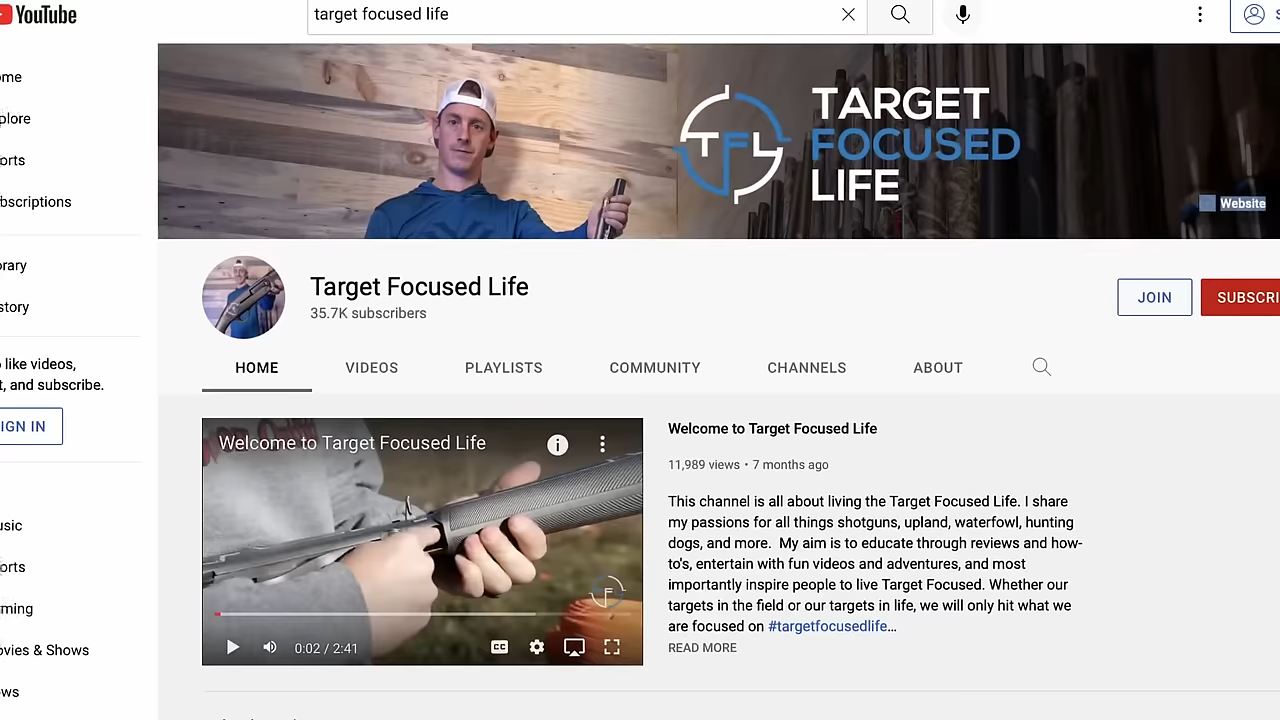 YouTube
target focused life
S
ome
plore
orts
bscriptions
orary
story
o like videos,
t, and subscribe.
IGN IN
usic
orts
ming
ovies & Shows
ws
TFL
TARGET
FOCUSED
LIFE
Website
Target Focused Life
35.7K subscribers
JOIN
SUBSCRI
HOME
VIDEOS
PLAYLISTS
COMMUNITY
CHANNELS
ABOUT
Welcome to Target Focused Life
0:02 / 2:41
CC
Welcome to Target Focused Life
11,989 views • 7 months ago
This channel is all about living the Target Focused Life. I share
my passions for all things shotguns, upland, waterfowl, hunting
dogs, and more.  My aim is to educate through reviews and how-
to's, entertain with fun videos and adventures, and most
importantly inspire people to live Target Focused. Whether our
targets in the field or our targets in life, we will only hit what we
are focused on #targetfocusedlife…
READ MORE